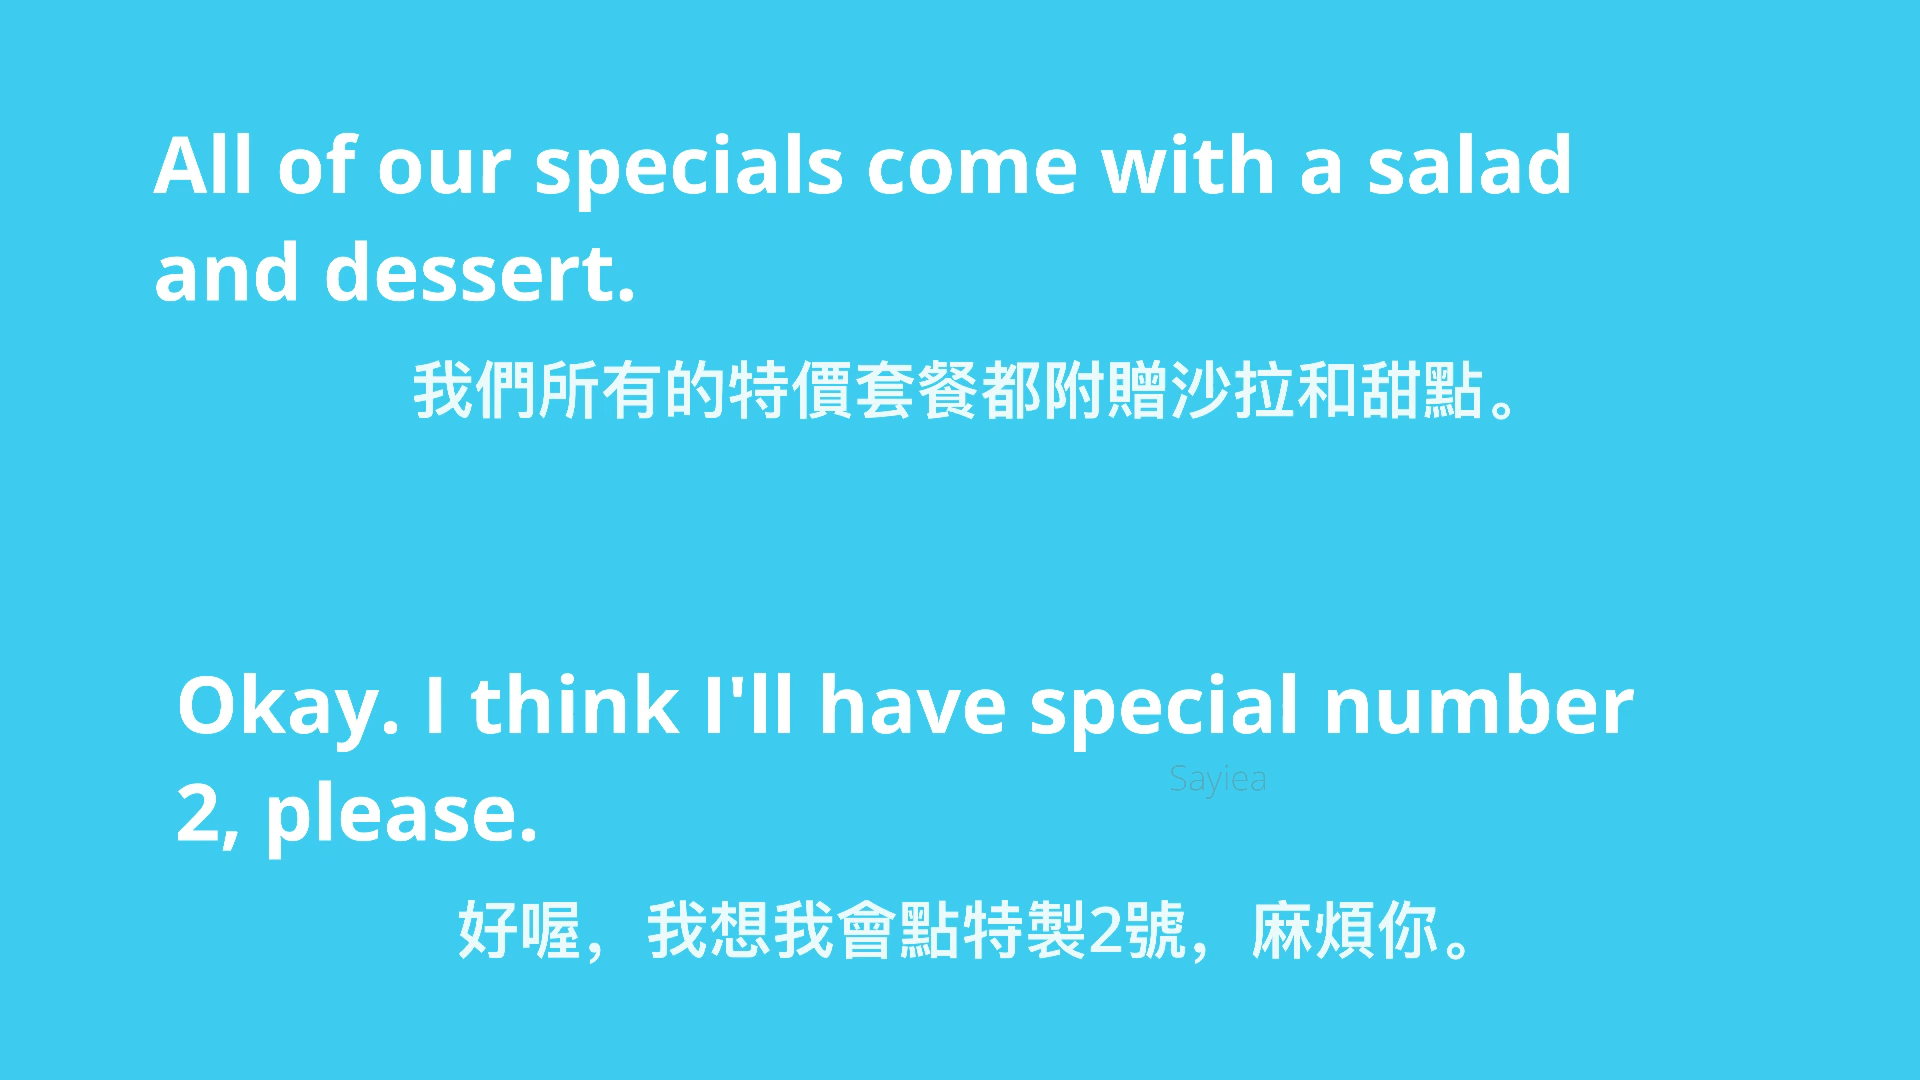 All of our specials come with a salad
and dessert.
我們所有的特價套餐都附贈沙拉和甜點。
Okay. I think I'll have special number
Sayiea
2, please.
好喔，我想我會點特製2號，麻煩你。